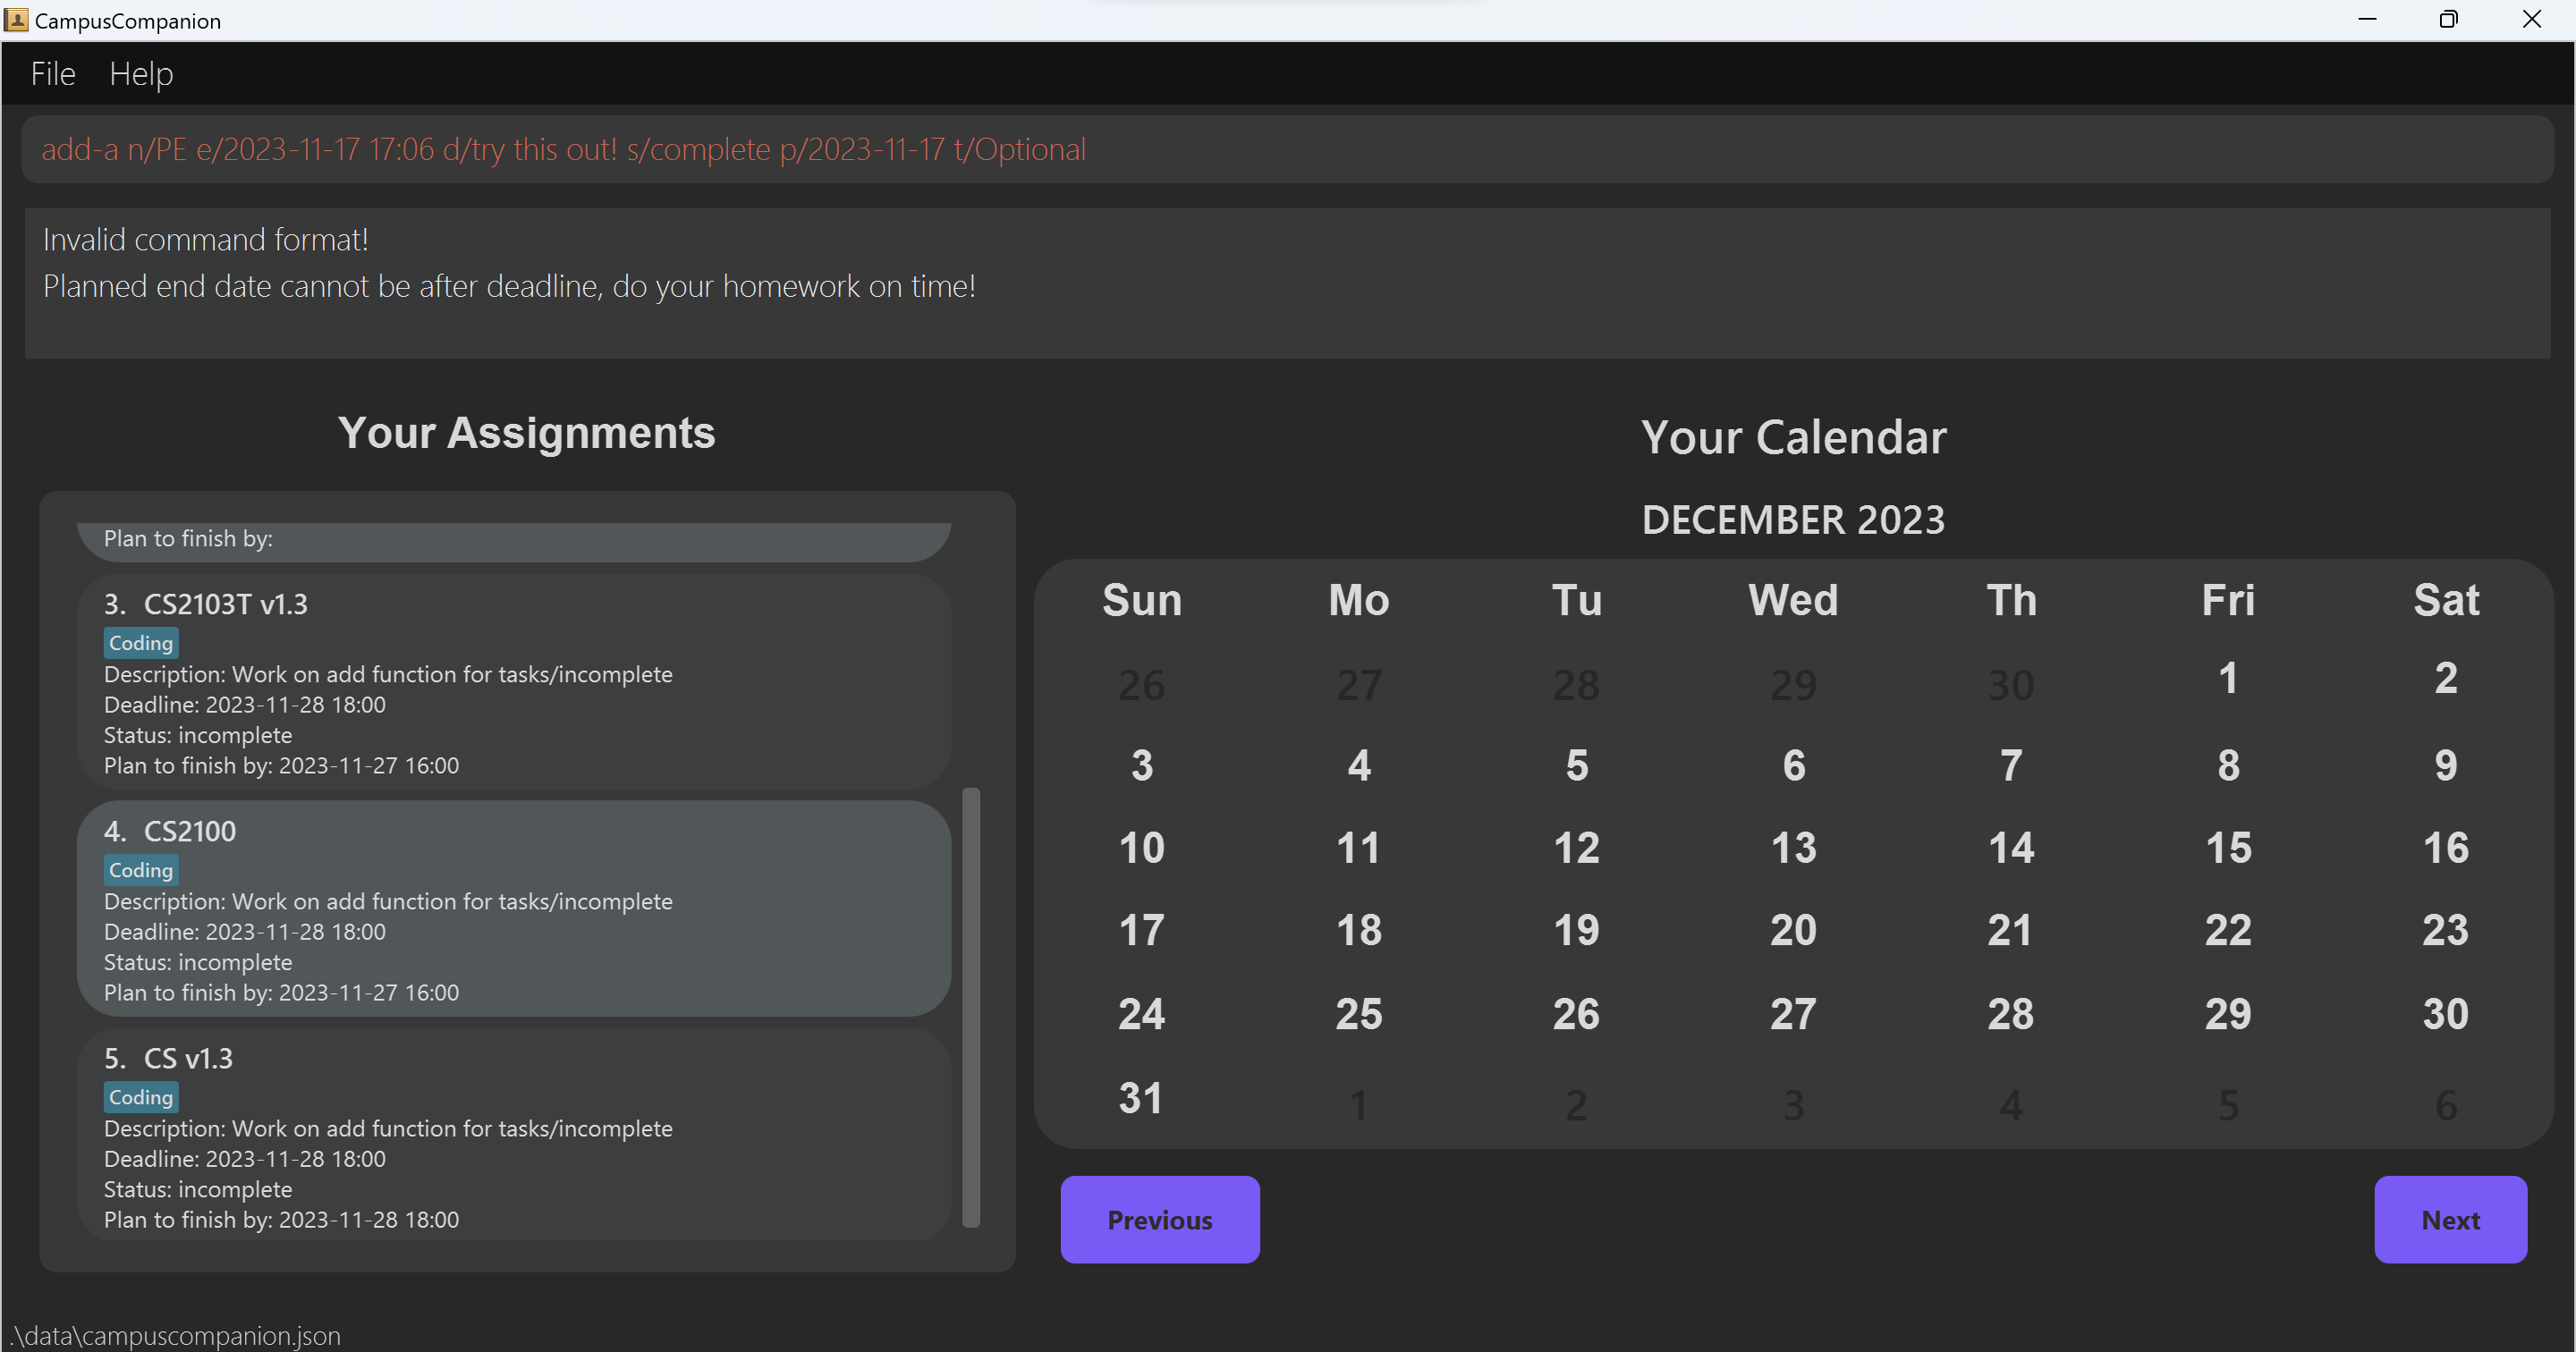 CampusCompanion
File Help
add-a n/PE e/2023-11-17 17:06 d/try this out! s/complete p/2023-11-17 t/Optional
Invalid command format!
Planned end date cannot be after deadline, do your homework on time!
Your Assignments
Plan to finish by:
3. CS2103T v1.3
Coding
Description: Work on add function for tasks/incomplete
Deadline: 2023-11-28 18:00
Status: incomplete
Plan to finish by: 2023-11-27 16:00
4. CS2100
Coding
Description: Work on add function for tasks/incomplete
Deadline: 2023-11-28 18:00
Status: incomplete
Plan to finish by: 2023-11-27 16:00
5. CS v1.3
Coding
Description: Work on add function for tasks/incomplete
Deadline: 2023-11-28 18:00
Status: incomplete
Plan to finish by: 2023-11-28 18:00
Your Calendar
DECEMBER 2023
Sun Mo Tu Wed Th Fri Sat
26 27 28 29 30 1 2
3 4 5 6 7 8 9
10 11 12 13 14 15 16
17 18 19 20 21 22 23
24 25 26 27 28 29 30
31 1 2 3 4 5 6
Previous Next
.\data\campuscompanion.json